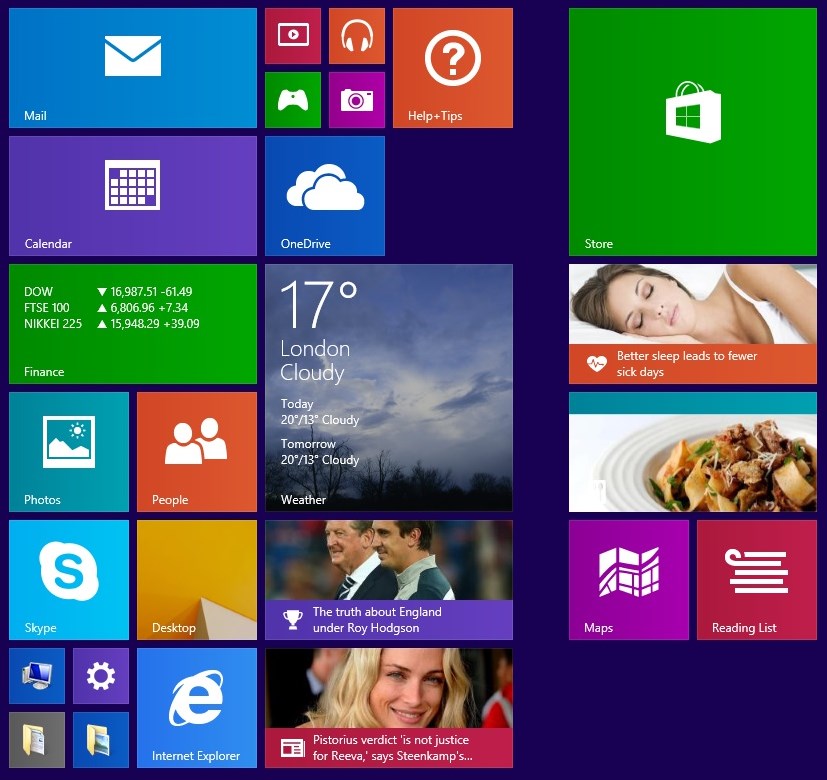 Mail
Help+Tips
Calendar
OneDrive
Store
DOW ▼ 16,987.51 -61.49
FTSE 100 ▲ 6,806.96 +7.34
NIKKEI 225 ▲ 15,948.29 +39.09
Finance
17°
London
Cloudy
Today
20°/13° Cloudy
Tomorrow
20°/13° Cloudy
Weather
Better sleep leads to fewer
sick days
Photos
People
Skype
Desktop
The truth about England
under Roy Hodgson
Maps
Reading List
Internet Explorer
Pistorius verdict 'is not justice
for Reeva,' says Steenkamp's...